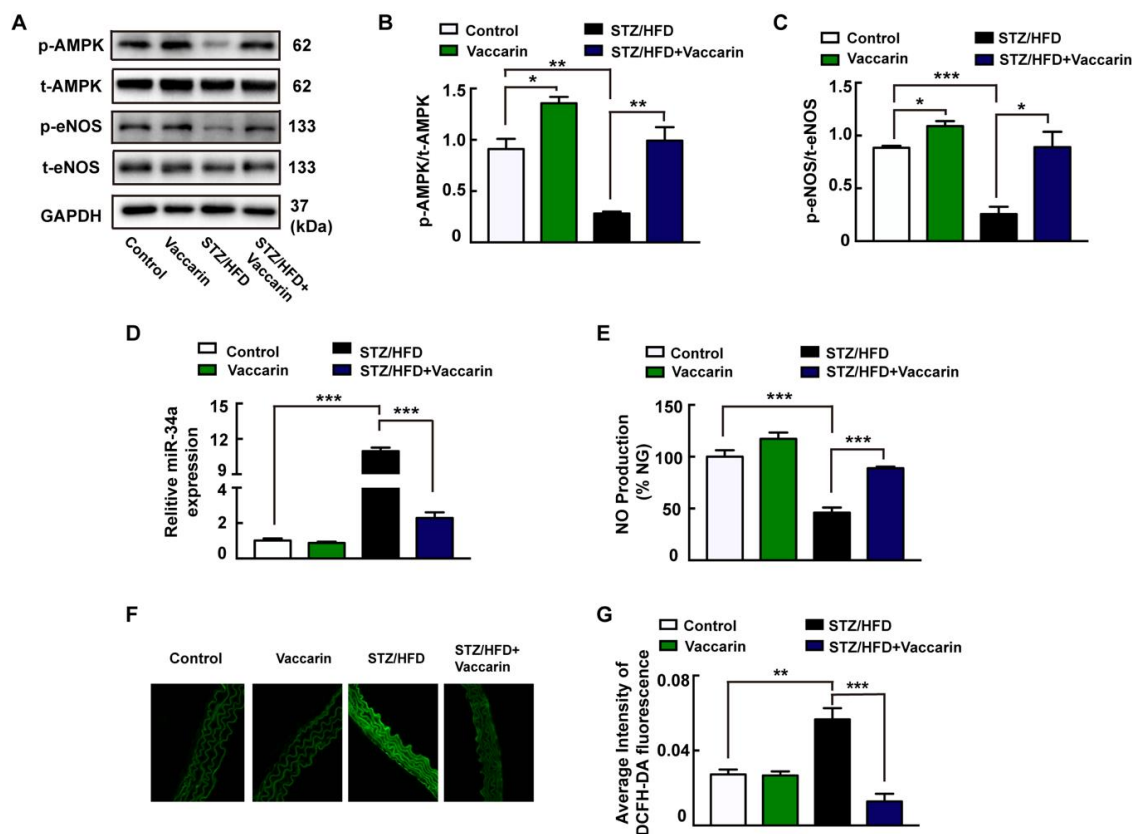 A
p-AMPK 62
t-AMPK 62
p-eNOS 133
t-eNOS 133
GAPDH 37
(kDa)
Control
Vaccarin
STZ/HFD
STZ/HFD+
Vaccarin
B
Control STZ/HFD
Vaccarin STZ/HFD+Vaccarin
**
*
**
p-AMPK/t-AMPK
1.5
1.0
0.5
0
C
Control STZ/HFD
Vaccarin STZ/HFD+Vaccarin
***
*
*
p-eNOS/t-eNOS
1.5
1.0
0.5
0
D
Control STZ/HFD
Vaccarin STZ/HFD+Vaccarin
***
***
Relitive miR-34a
expression
15
12
9
4
2
0
E
Control STZ/HFD
Vaccarin STZ/HFD+Vaccarin
***
***
NO Production
(% NG)
150
100
50
0
F
Control Vaccarin STZ/HFD STZ/HFD+
Vaccarin
G
Control STZ/HFD
Vaccarin STZ/HFD+Vaccarin
**
***
Average Intensity of
DCFH-DA fluorescence
0.08
0.04
0